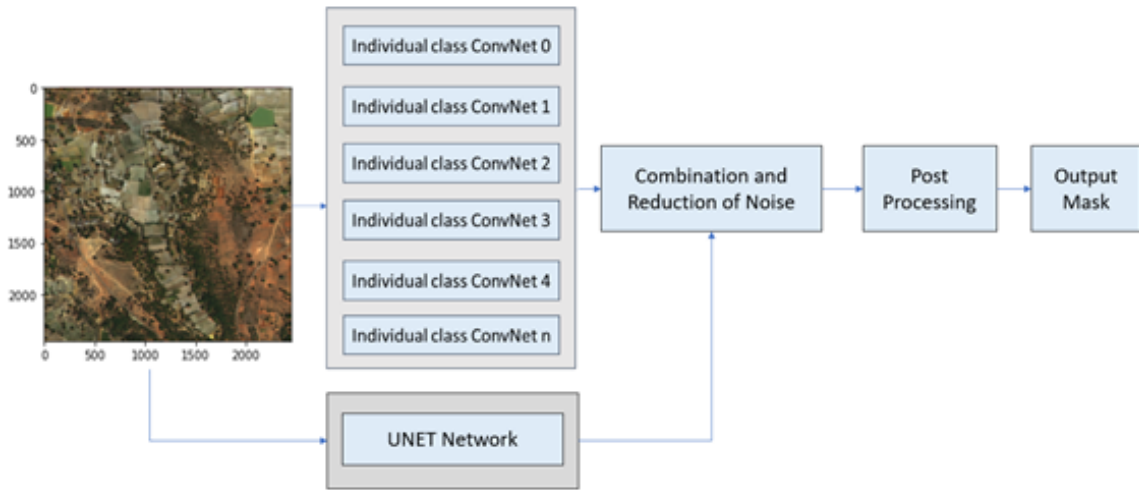 Individual class ConvNet 0
Individual class ConvNet 1
Individual class ConvNet 2
Individual class ConvNet 3
Individual class ConvNet 4
Individual class ConvNet n
0
500
1000
1500
2000
0 500 1000 1500 2000
UNET Network
Combination and
Reduction of Noise
Post
Processing
Output
Mask